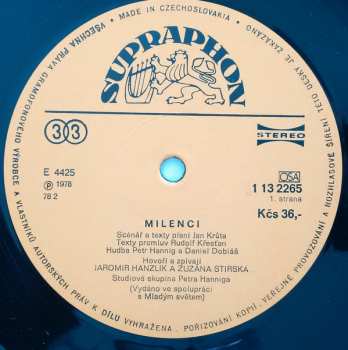 VŠECHNA PRÁVA GRAMOFONOVÉHO VÝROBCE A VLASTNÍKŮ AUTORSKÝCH PRÁV K DÍLU VYHRAŽENA. POŘIZOVÁNÍ KOPIÍ, VEŘEJNÉ PROVOZOVÁNÍ A ROZHLASOVÉ ŠÍŘENÍ TÉTO DESKY JE ZAKÁZÁNO
MADE IN CZECHOSLOVAKIA
SUPRAPHON
33
STEREO
E 4425
℗ 1978
78 2
OSA
1 13 2265
1. strana
Kčs 36,-
MILENCI
Scénář a texty písní Jan Krůta
Texty promluv Rudolf Křesťan
Hudba Petr Hannig a Daniel Dobiáš
Hovoří a zpívají
JAROMÍR HANZLÍK A ZUZANA STIRSKÁ
Studiová skupina Petra Hanniga
(Vydáno ve spolupráci
s Mladým světem)